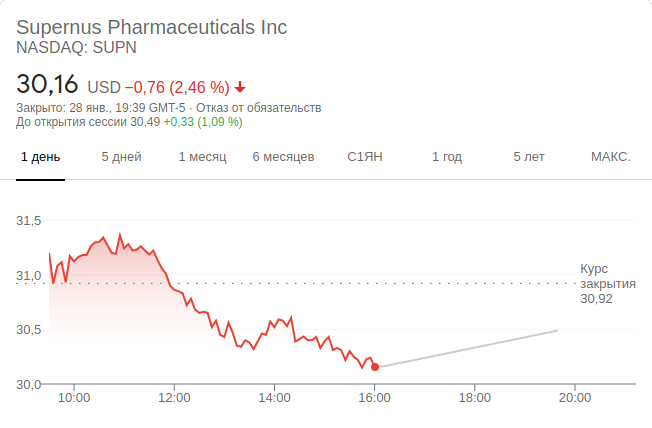 Supernus Pharmaceuticals Inc
NASDAQ: SUPN
30,16 USD −0,76 (2,46 %)
Закрыто: 28 янв., 19:39 GMT-5 · Отказ от обязательств
До открытия сессии 30,49 +0,33 (1,09 %)
1 день 5 дней 1 месяц 6 месяцев С1ЯН 1 год 5 лет МАКС.
31,5
31,0
30,5
30,0
Курс
закрытия
30,92
10:00 12:00 14:00 16:00 18:00 20:00